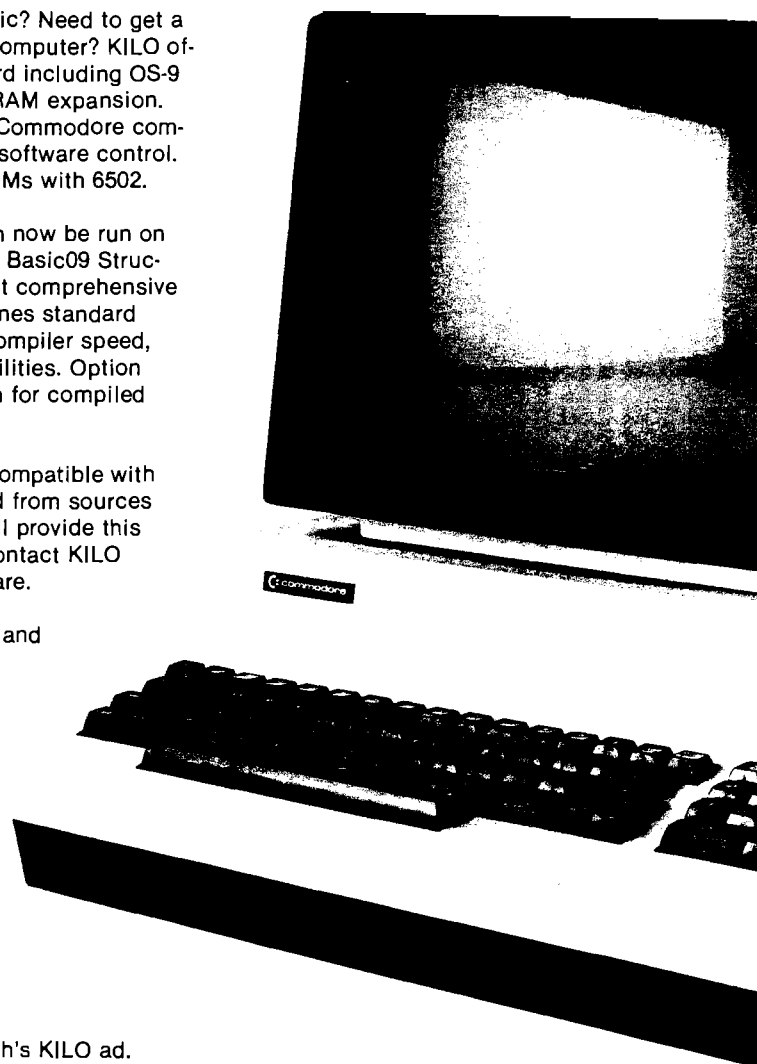 ic? Need to get a
omputer? KILO of-
rd including OS-9
RAM expansion.
Commodore com-
software control.
Ms with 6502.
n now be run on
Basic09 Struc-
t comprehensive
nes standard
ompiler speed,
ilities. Option
n for compiled
ompatible with
d from sources
l provide this
ontact KILO
are.
and
commodore
h's KILO ad.